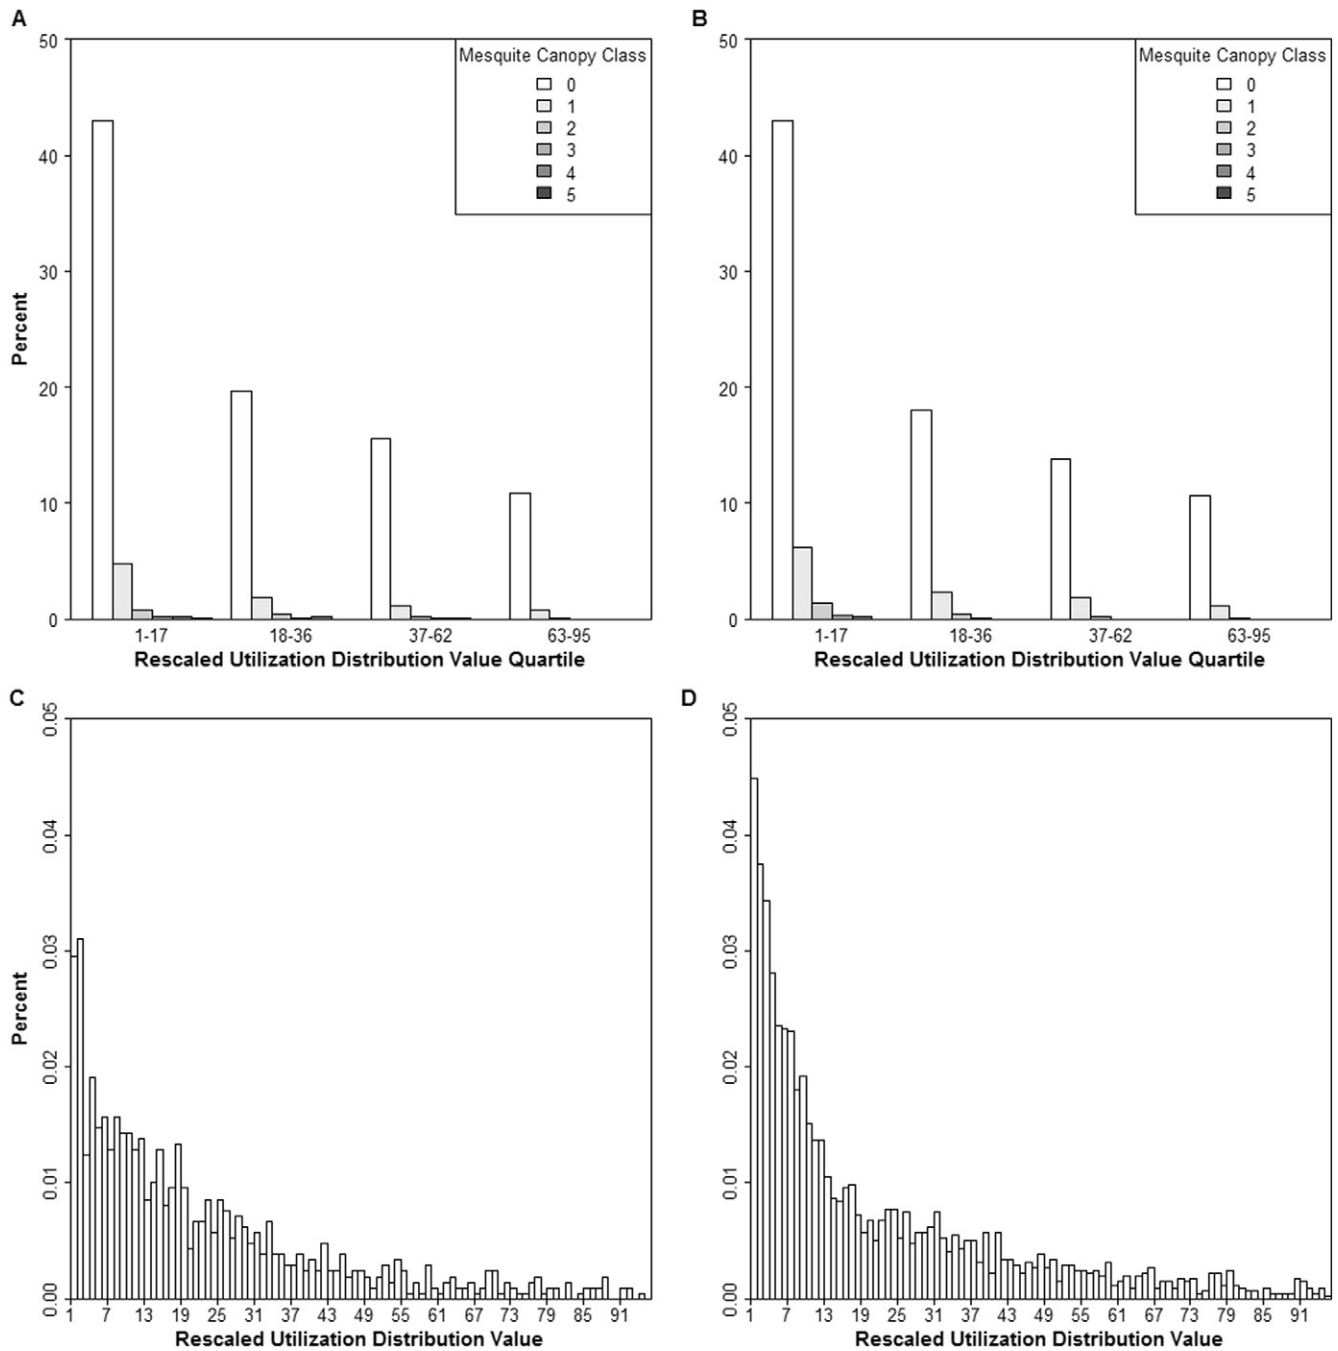 A
50
40
30
20
10
0
Percent
Mesquite Canopy Class
0
1
2
3
4
5
1-17 18-36 37-62 63-95
Rescaled Utilization Distribution Value Quartile
B
50
40
30
20
10
0
Mesquite Canopy Class
0
1
2
3
4
5
1-17 18-36 37-62 63-95
Rescaled Utilization Distribution Value Quartile
C
0.05
0.04
0.03
0.02
0.01
0.00
Percent
1 7 13 19 25 31 37 43 49 55 61 67 73 79 85 91
Rescaled Utilization Distribution Value
D
0.05
0.04
0.03
0.02
0.01
0.00
1 7 13 19 25 31 37 43 49 55 61 67 73 79 85 91
Rescaled Utilization Distribution Value